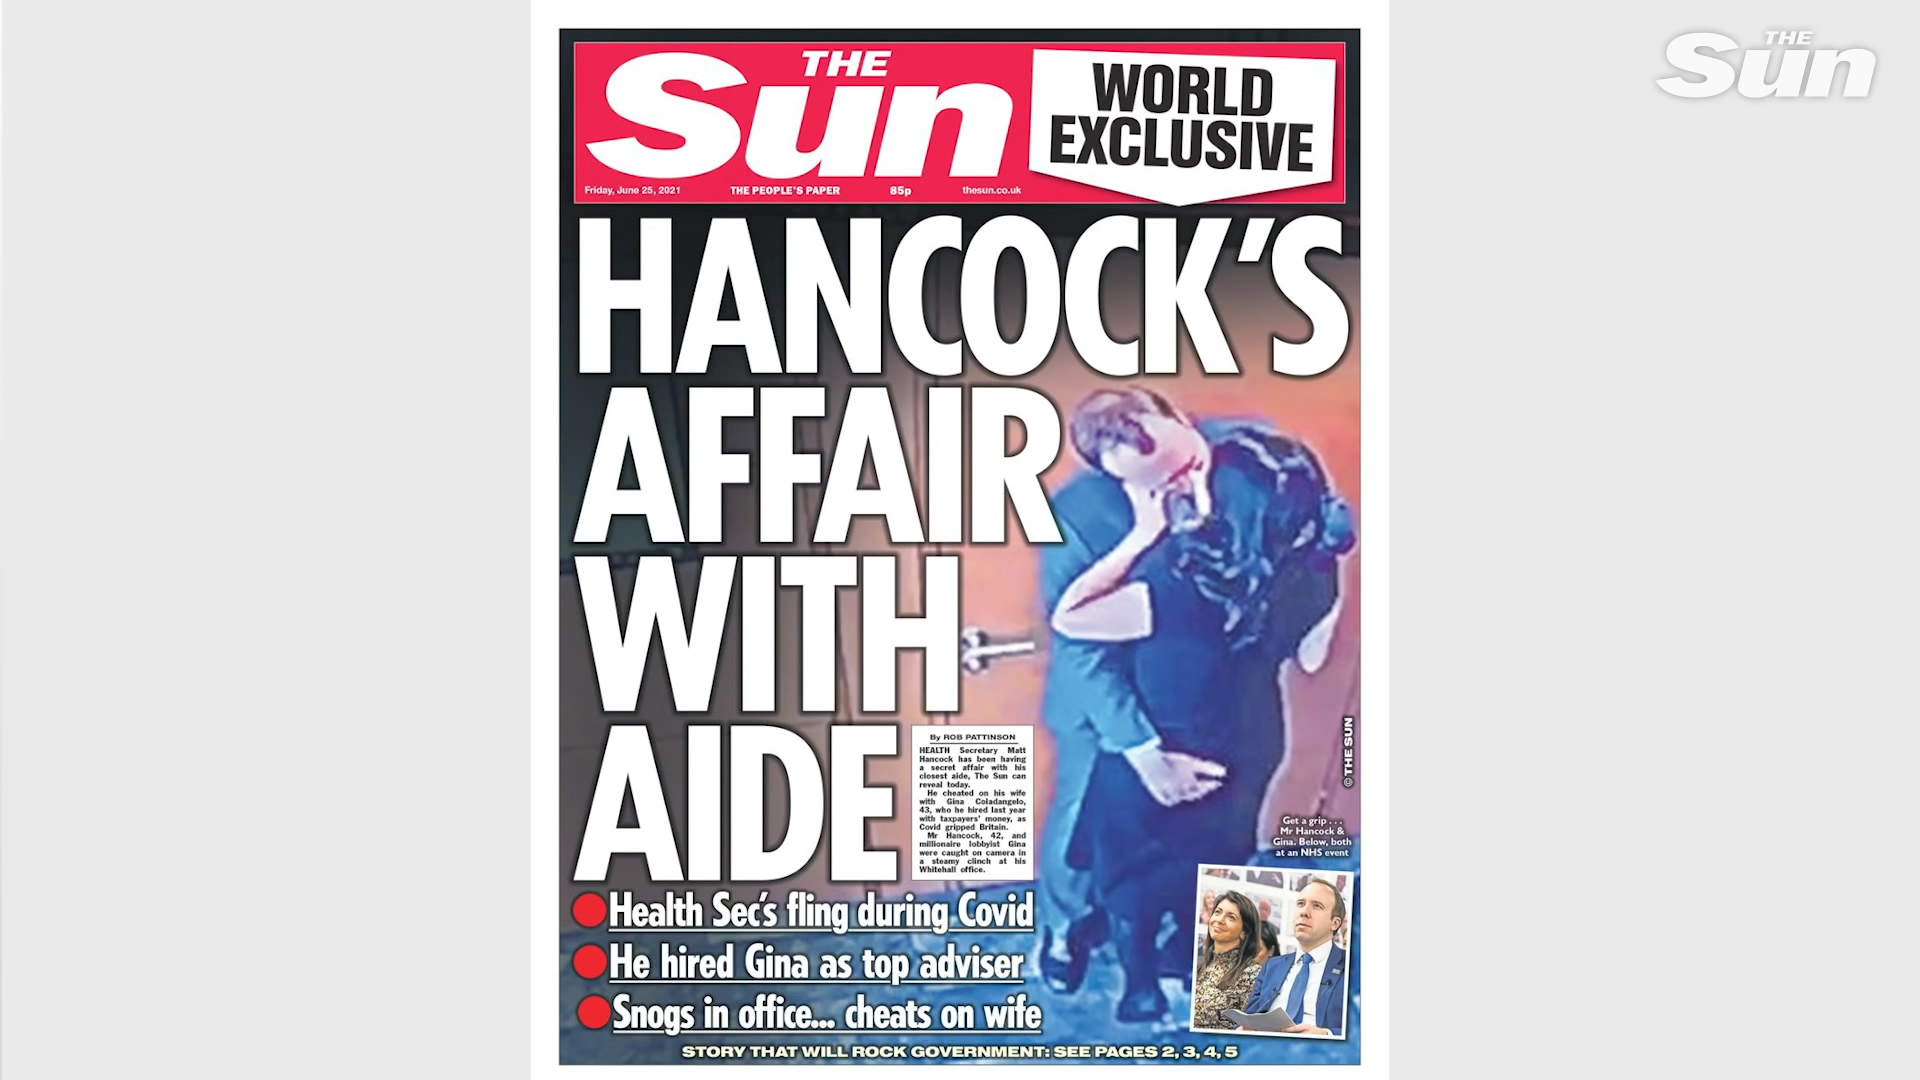 THE
Sun
WORLD
EXCLUSIVE
Friday, June 25, 2021 THE PEOPLE'S PAPER 85p thesun.co.uk
HANCOCK'S
AFFAIR
WITH
AIDE
By ROB PATTINSON
HEALTH Secretary Matt
Hancock has been having
a secret affair with his
closest aide, The Sun can
reveal today.
He cheated on his wife
with Gina Coladangelo,
43, who he hired last year
with taxpayers' money, as
Covid gripped Britain.
Mr Hancock, 42, and
millionaire lobbyist Gina
were caught on camera in
a steamy clinch at his
Whitehall office.
© THE SUN
Get a grip . . .
Mr Hancock &
Gina. Below, both
at an NHS event
Health Sec's fling during Covid
He hired Gina as top adviser
Snogs in office... cheats on wife
STORY THAT WILL ROCK GOVERNMENT: SEE PAGES 2, 3, 4, 5
THE
Sun